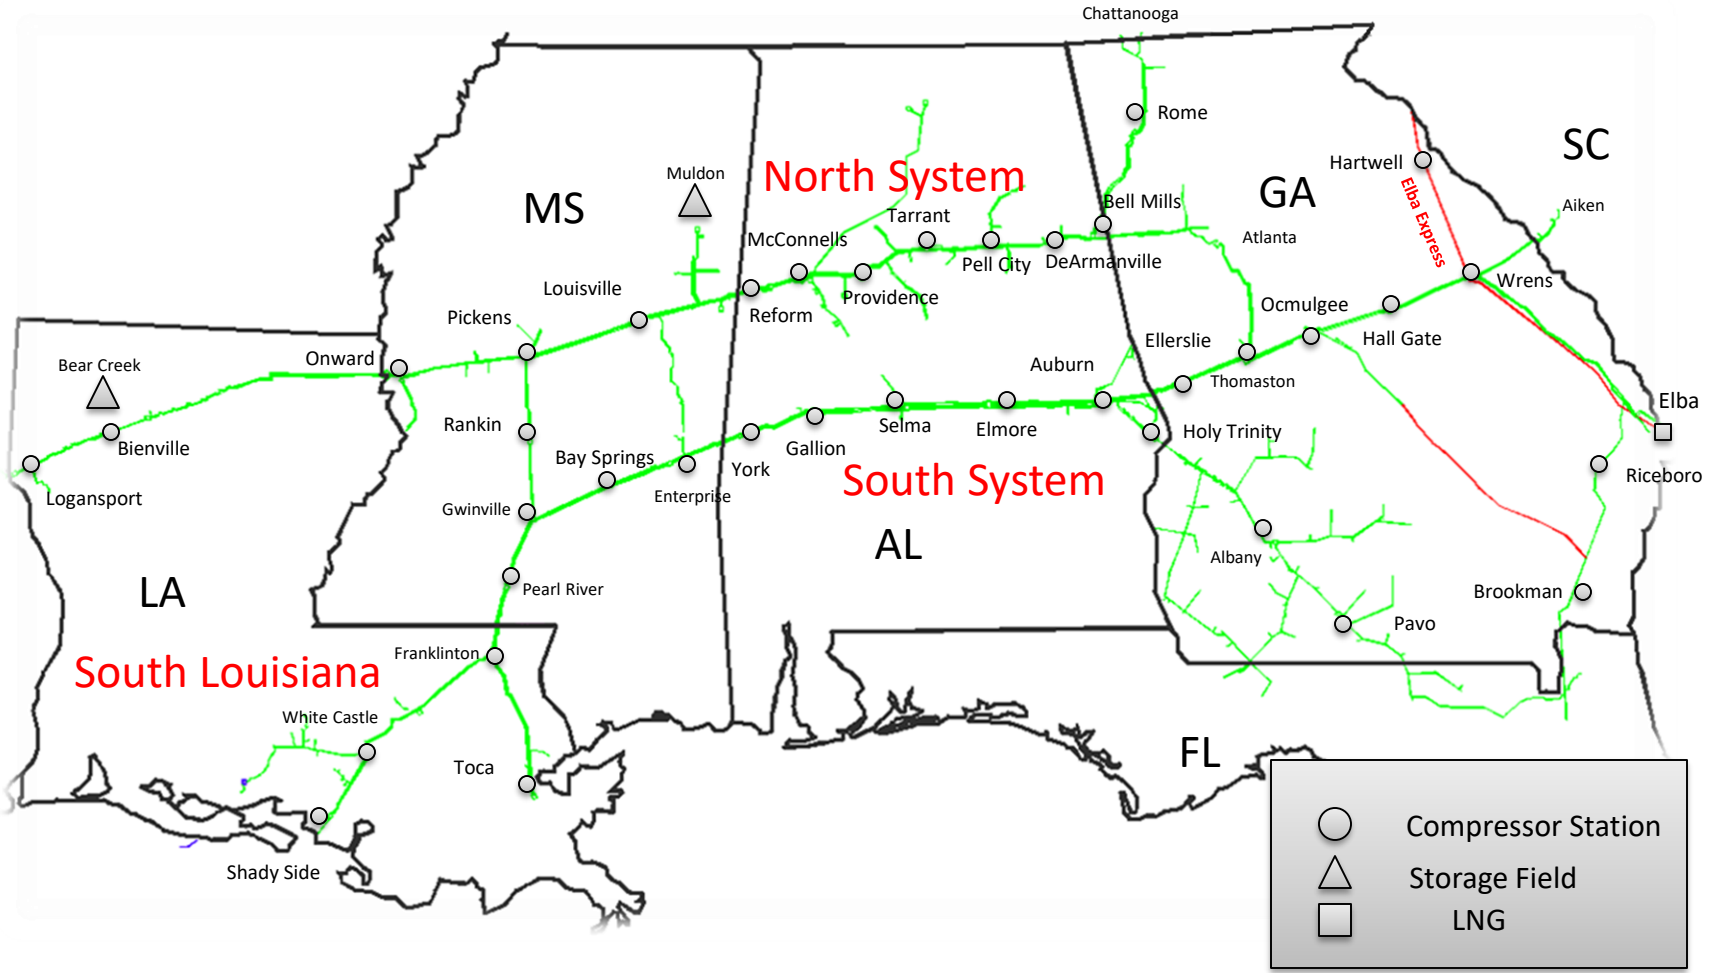 Chattanooga
Rome
SC
Hartwell
Muldon
North System
MS
GA
Elba Express
Aiken
Bell Mills
Tarrant
McConnells
Atlanta
Pell City
DeArmanville
Wrens
Louisville
Providence
Ocmulgee
Pickens
Reform
Hall Gate
Ellerslie
Onward
Bear Creek
Auburn
Thomaston
Elba
Rankin
Selma
Elmore
Holy Trinity
Bienville
Gallion
Bay Springs
York
South System
Riceboro
Logansport
Enterprise
Gwinville
AL
Albany
LA
Pearl River
Brookman
Pavo
Franklinton
South Louisiana
White Castle
FL
Toca
Shady Side
Compressor Station
Storage Field
LNG